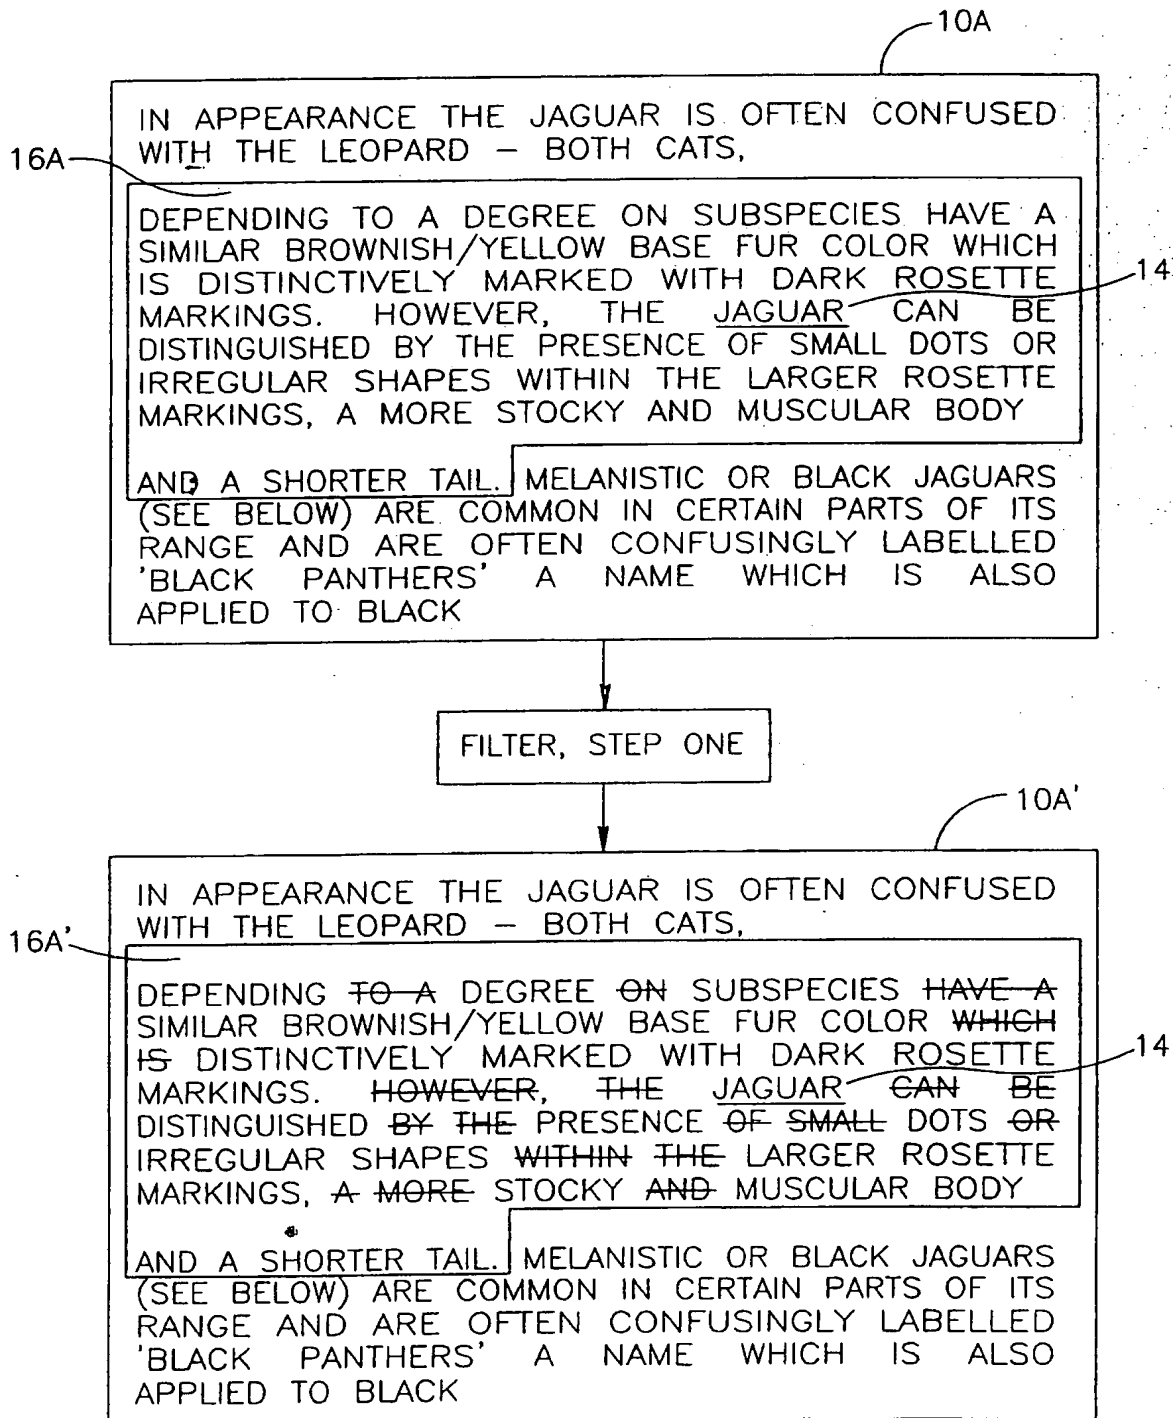 10A
IN APPEARANCE THE JAGUAR IS OFTEN CONFUSED
WITH THE LEOPARD – BOTH CATS,
16A
DEPENDING TO A DEGREE ON SUBSPECIES HAVE A
SIMILAR BROWNISH/YELLOW BASE FUR COLOR WHICH
IS DISTINCTIVELY MARKED WITH DARK ROSETTE
14
MARKINGS. HOWEVER, THE JAGUAR CAN BE
DISTINGUISHED BY THE PRESENCE OF SMALL DOTS OR
IRREGULAR SHAPES WITHIN THE LARGER ROSETTE
MARKINGS, A MORE STOCKY AND MUSCULAR BODY
AND A SHORTER TAIL. MELANISTIC OR BLACK JAGUARS
(SEE BELOW) ARE COMMON IN CERTAIN PARTS OF ITS
RANGE AND ARE OFTEN CONFUSINGLY LABELLED
'BLACK PANTHERS' A NAME WHICH IS ALSO
APPLIED TO BLACK
FILTER, STEP ONE
10A'
IN APPEARANCE THE JAGUAR IS OFTEN CONFUSED
WITH THE LEOPARD – BOTH CATS,
16A'
DEPENDING TO A DEGREE ON SUBSPECIES HAVE A
SIMILAR BROWNISH/YELLOW BASE FUR COLOR WHICH
IS DISTINCTIVELY MARKED WITH DARK ROSETTE
14
MARKINGS. HOWEVER, THE JAGUAR CAN BE
DISTINGUISHED BY THE PRESENCE OF SMALL DOTS OR
IRREGULAR SHAPES WITHIN THE LARGER ROSETTE
MARKINGS, A MORE STOCKY AND MUSCULAR BODY
AND A SHORTER TAIL. MELANISTIC OR BLACK JAGUARS
(SEE BELOW) ARE COMMON IN CERTAIN PARTS OF ITS
RANGE AND ARE OFTEN CONFUSINGLY LABELLED
'BLACK PANTHERS' A NAME WHICH IS ALSO
APPLIED TO BLACK